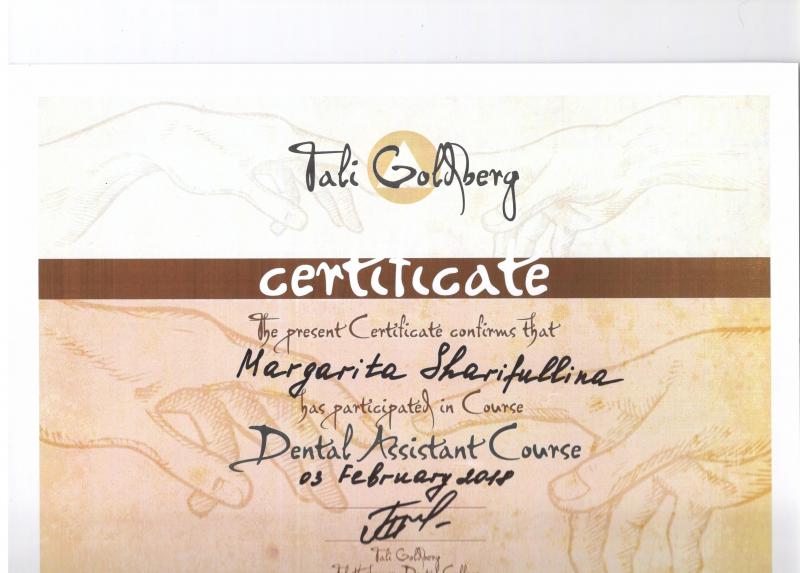 Tali Goldberg
certificate
The present Certificate confirms that
Margarita Sharifullina
has participated in Course
Dental Assistant Course
03 February 2018
Tali Goldberg